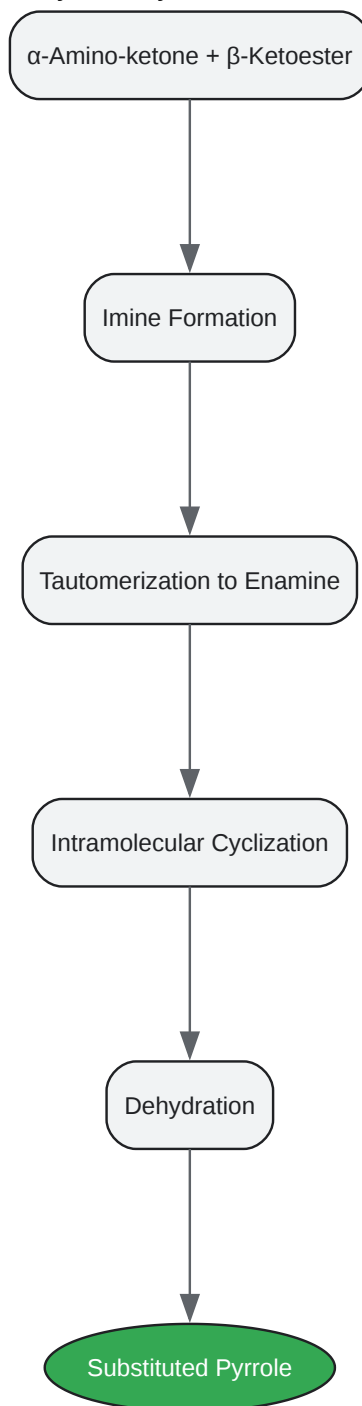 α-Amino-ketone + β-Ketoester
Imine Formation
Tautomerization to Enamine
Intramolecular Cyclization
Dehydration
Substituted Pyrrole